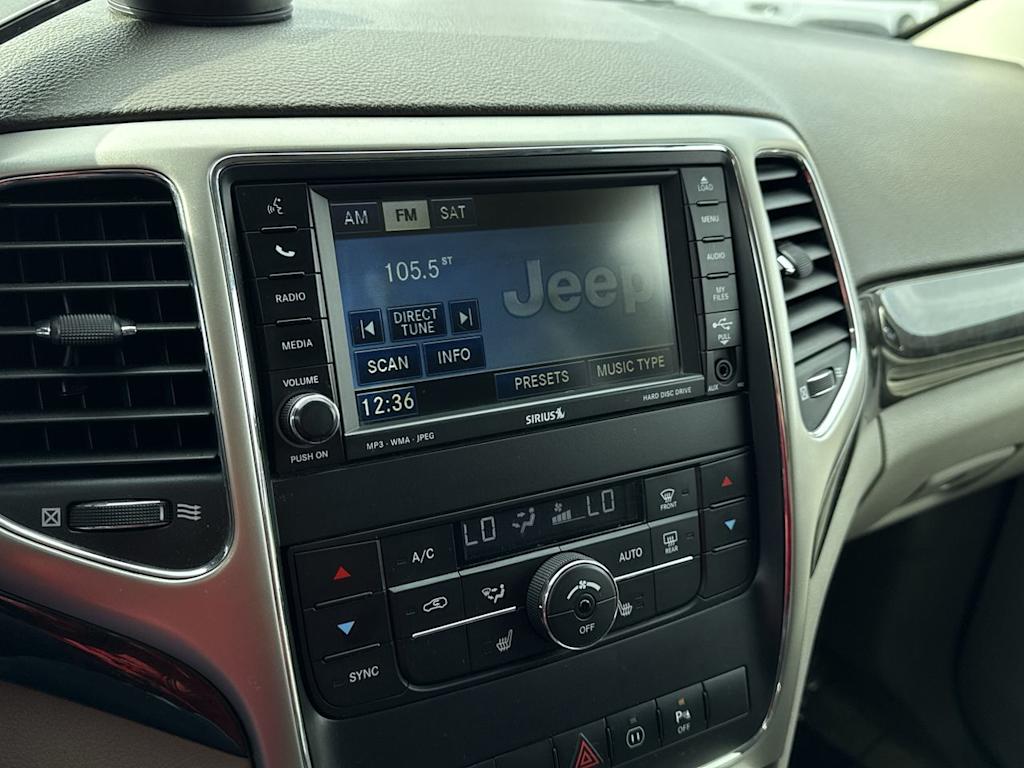 AM FM SAT
105.5 ST
Jeep
DIRECT
TUNE
SCAN INFO
PRESETS MUSIC TYPE
12:36
RADIO
MEDIA
VOLUME
PUSH ON
MP3 · WMA · JPEG
SIRIUS
HARD DISC DRIVE
LOAD
MENU
AUDIO
MY
FILES
PULL
AUX
LO LO
FRONT
A/C
AUTO
REAR
OFF
SYNC
OFF